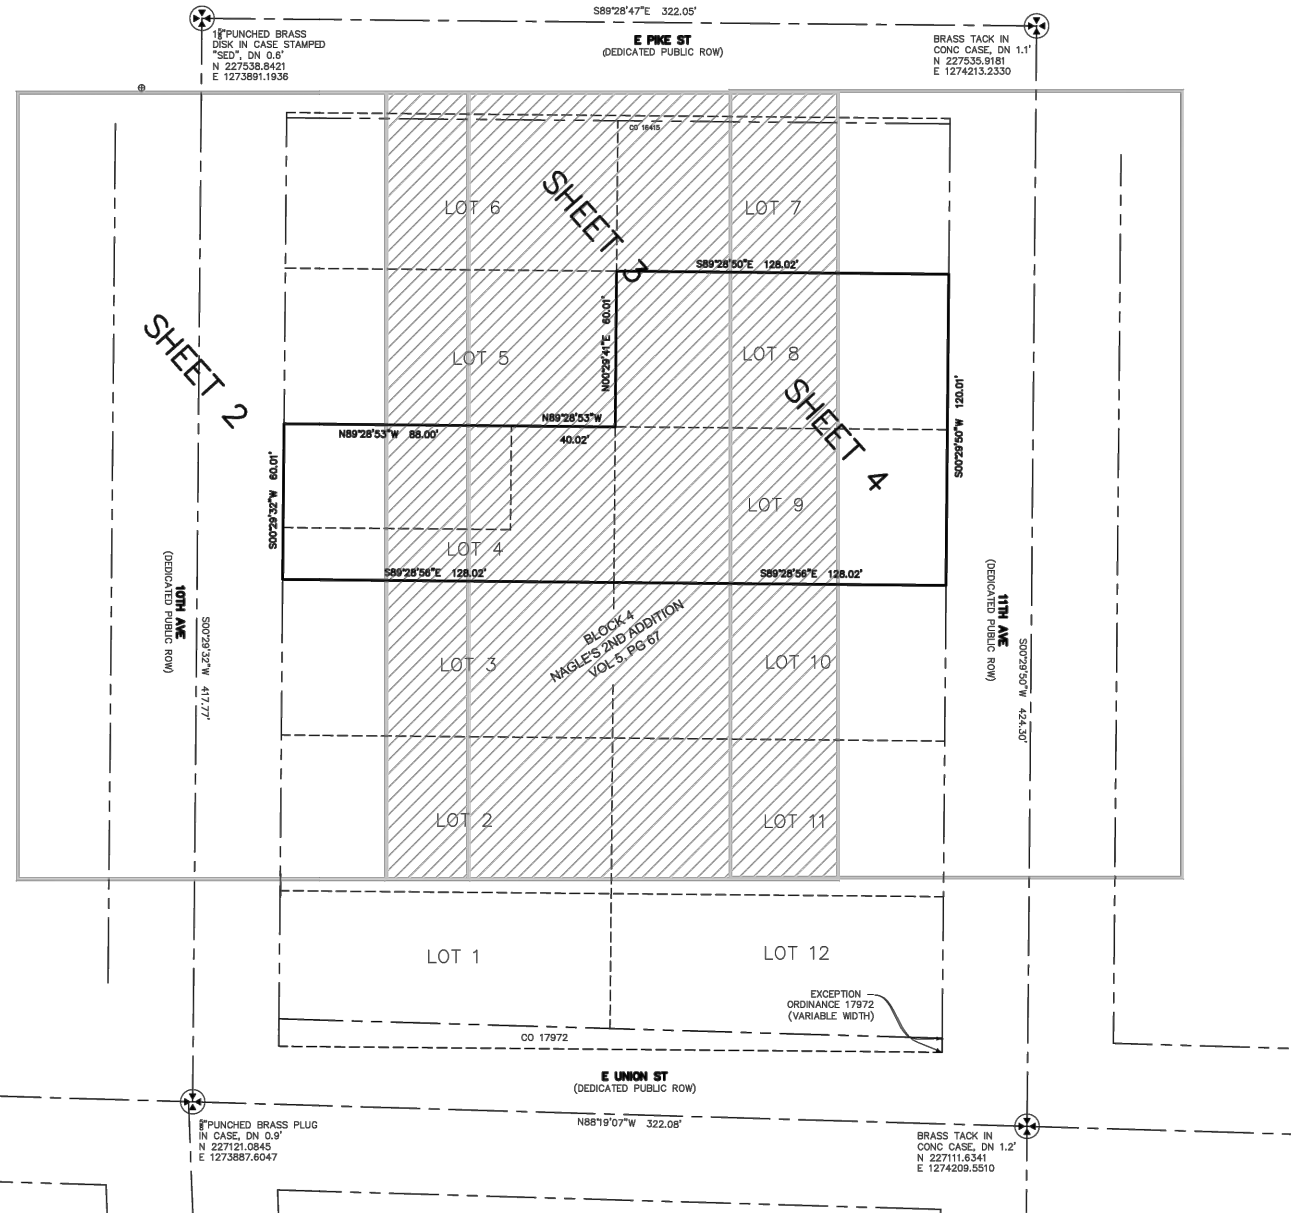 S89°28'47"E 322.05'
"PUNCHED BRASS
DISK IN CASE STAMPED
"SED", DN 0.6'
N 227538.8421
E 1273891.1936
E PIKE ST
(DEDICATED PUBLIC ROW)
BRASS TACK IN
CONC CASE, DN 1.1'
N 227535.9181
E 1274213.2330
CO 16415
LOT 6
LOT 7
SHEET 3
S89°28'50"E 128.02'
SHEET 2
N00°29'41"E 60.01'
LOT 5
LOT 8
SHEET 4
S00°29'50"W 120.01'
N89°28'53"W
40.02'
N89°28'53"W 88.00'
S00°29'32"W 60.01'
LOT 9
LOT 4
S89°28'56"E 128.02'
S89°28'56"E 128.02'
10TH AVE
(DEDICATED PUBLIC ROW)
S00°29'32"W 417.77'
BLOCK 4
NAGLE'S 2ND ADDITION
VOL 5, PG 67
11TH AVE
(DEDICATED PUBLIC ROW)
S00°29'50"W 424.30'
LOT 3
LOT 10
LOT 2
LOT 11
LOT 1
LOT 12
EXCEPTION
ORDINANCE 17972
(VARIABLE WIDTH)
CO 17972
E UNION ST
(DEDICATED PUBLIC ROW)
N88°19'07"W 322.08'
"PUNCHED BRASS PLUG
IN CASE, DN 0.9'
N 227121.0845
E 1273887.6047
BRASS TACK IN
CONC CASE, DN 1.2'
N 227111.6341
E 1274209.5510